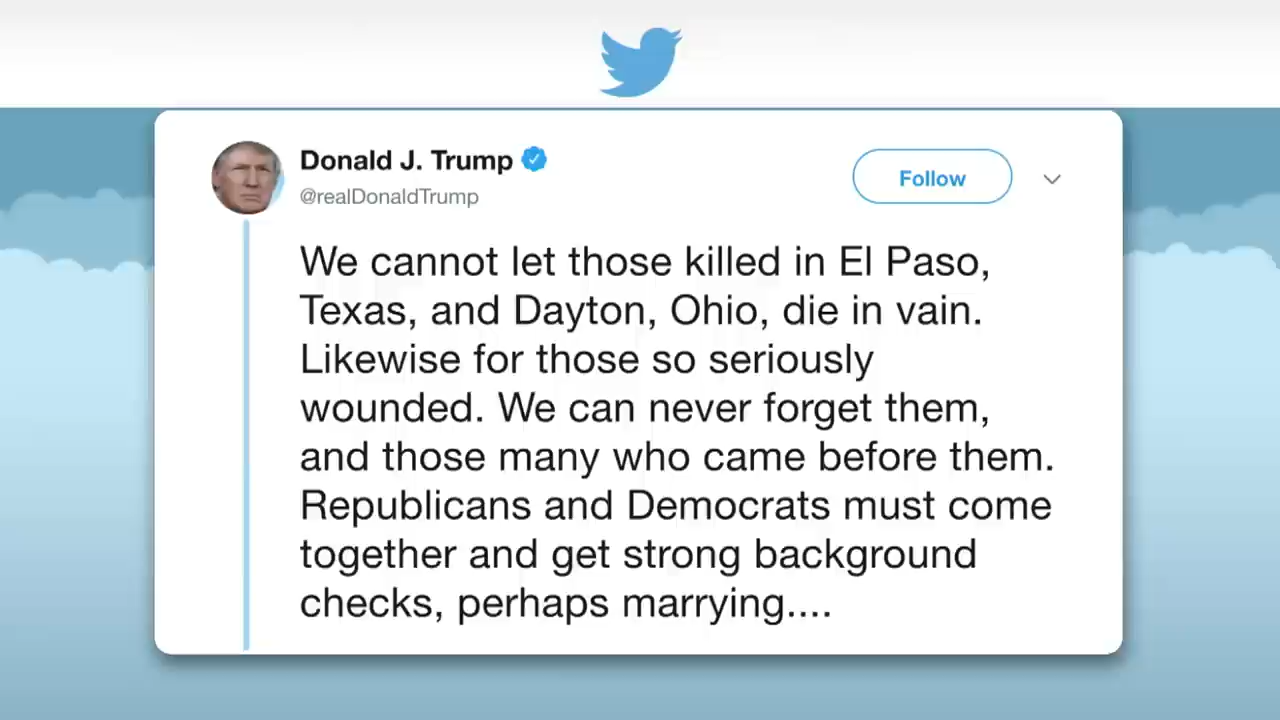 Donald J. Trump
@realDonaldTrump
Follow
We cannot let those killed in El Paso,
Texas, and Dayton, Ohio, die in vain.
Likewise for those so seriously
wounded. We can never forget them,
and those many who came before them.
Republicans and Democrats must come
together and get strong background
checks, perhaps marrying....